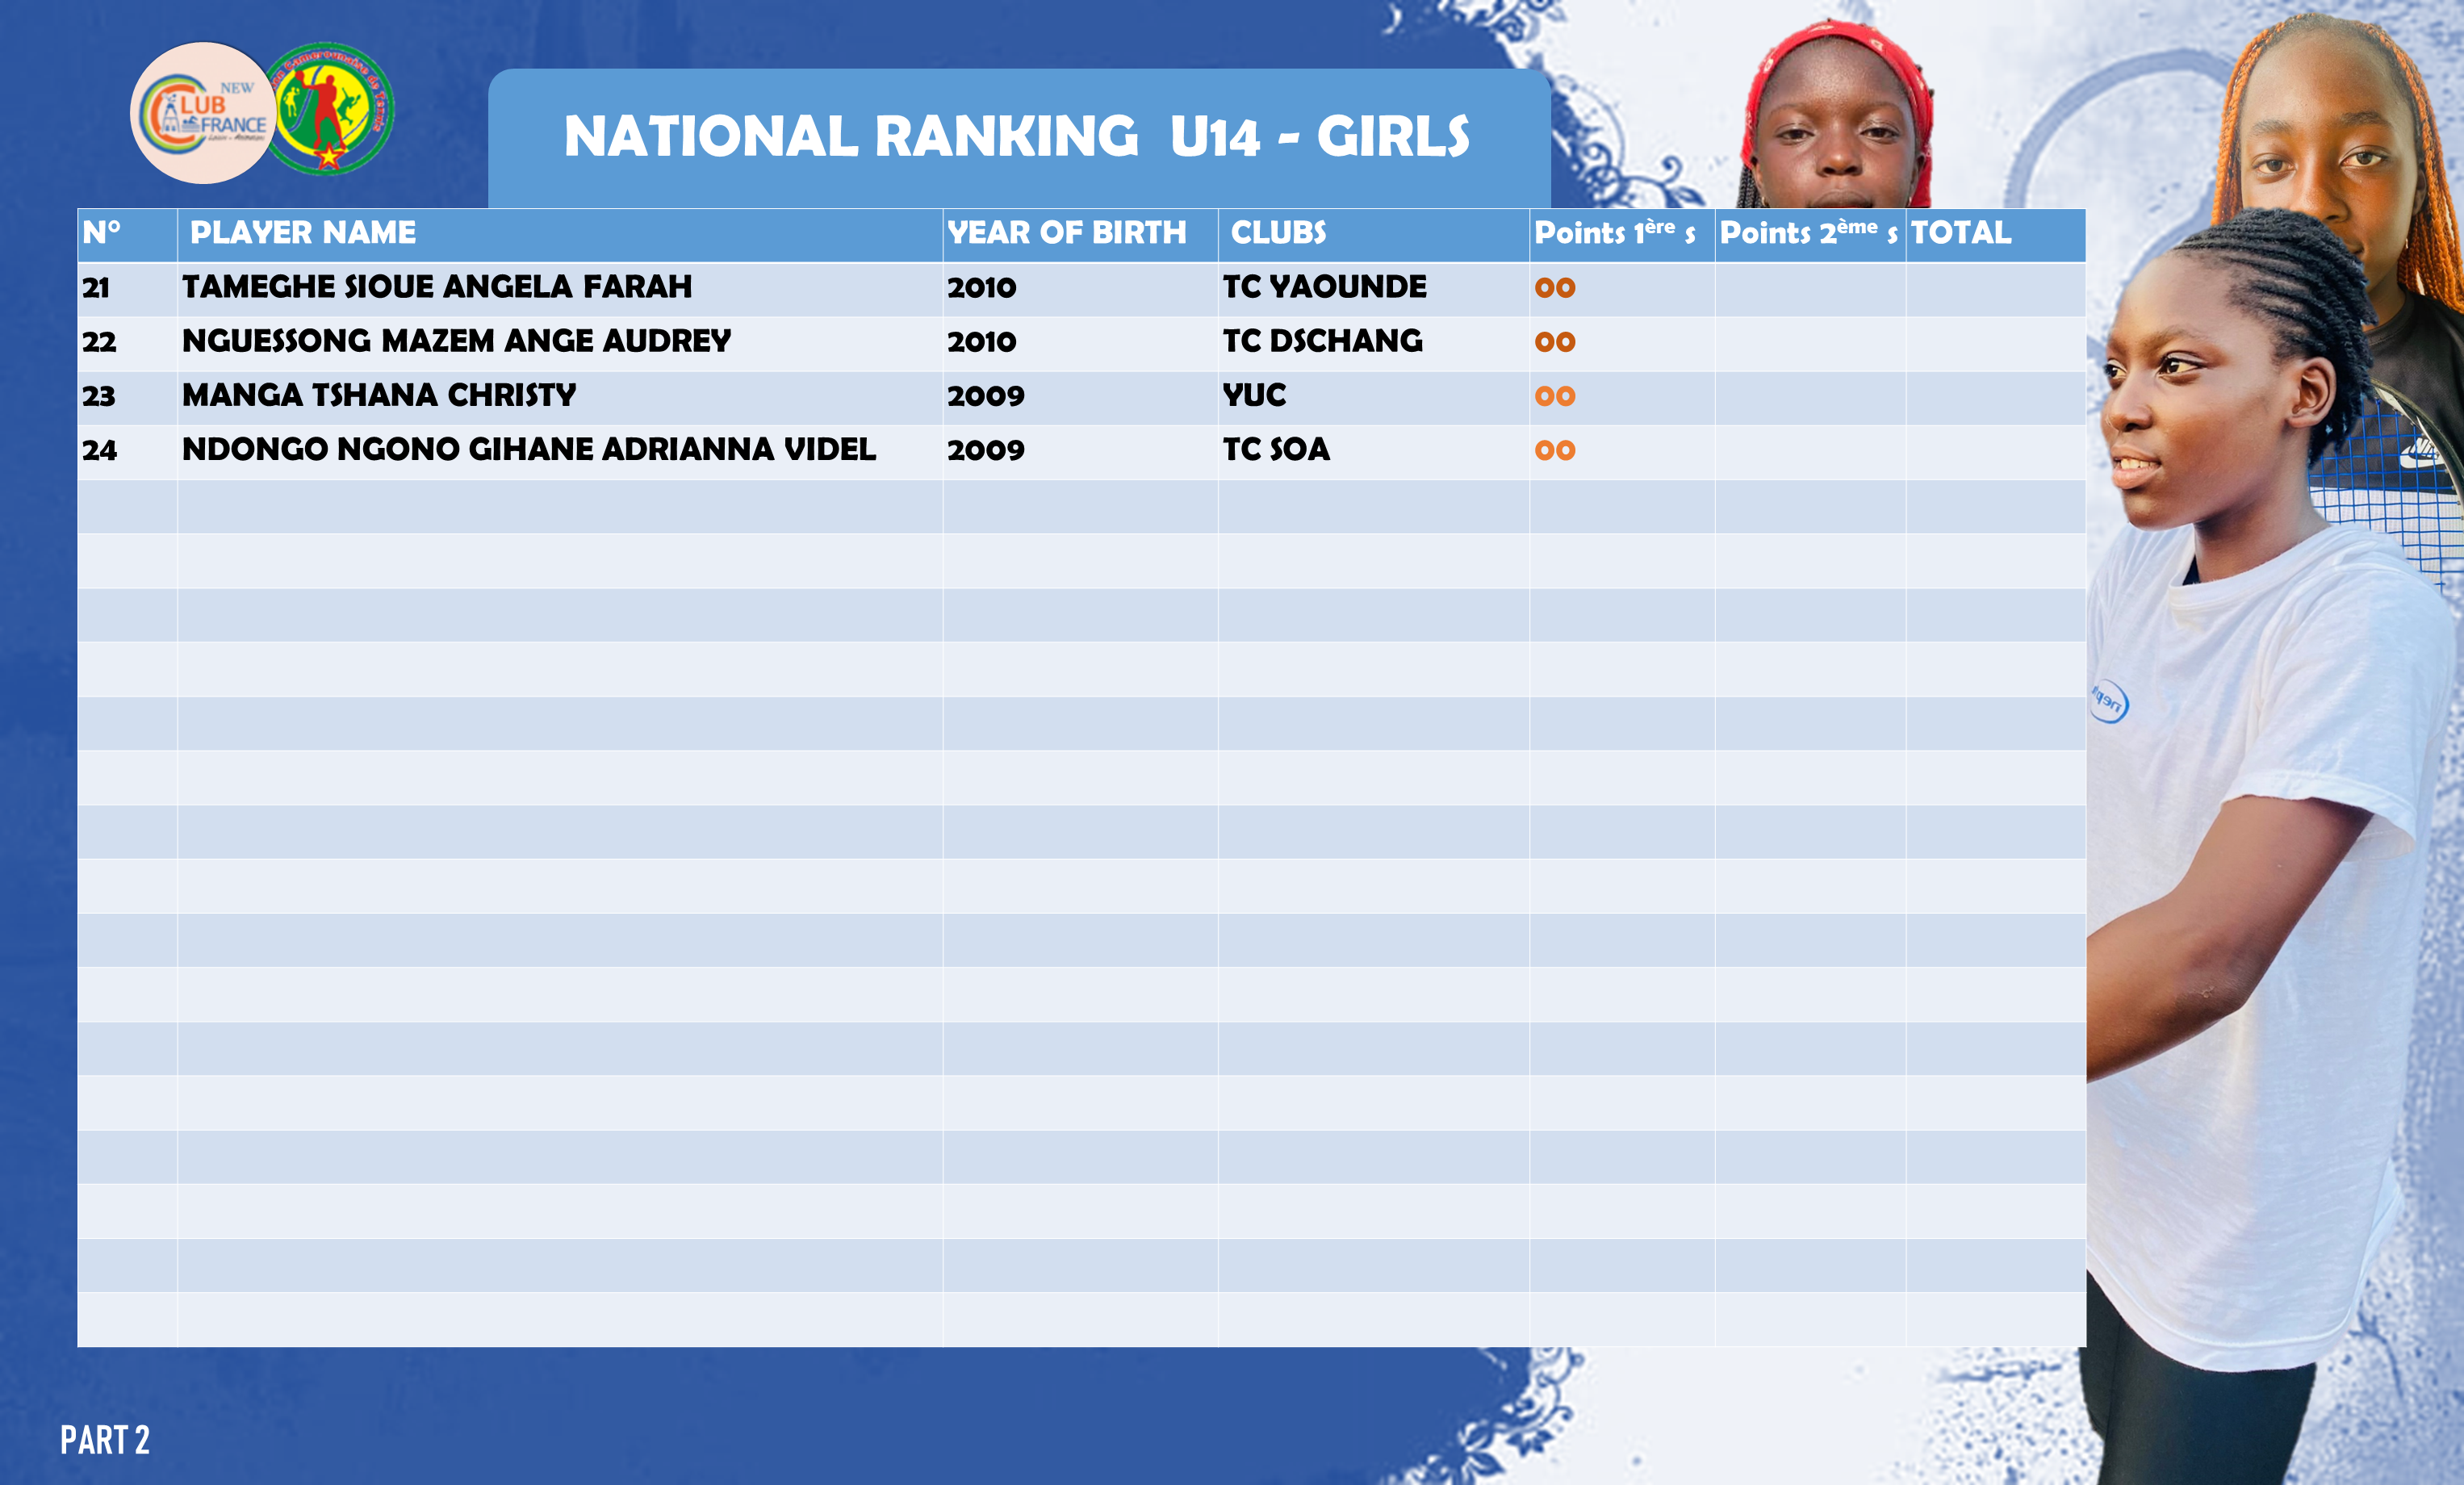 NEW
CLUB
FRANCE
NATIONAL RANKING U14 - GIRLS
N° PLAYER NAME YEAR OF BIRTH CLUBS Points 1ère s Points 2ème s TOTAL
21 TAMEGHE SIOUE ANGELA FARAH 2010 TC YAOUNDE 00
22 NGUESSONG MAZEM ANGE AUDREY 2010 TC DSCHANG 00
23 MANGA TSHANA CHRISTY 2009 YUC 00
24 NDONGO NGONO GIHANE ADRIANNA VIDEL 2009 TC SOA 00
PART 2